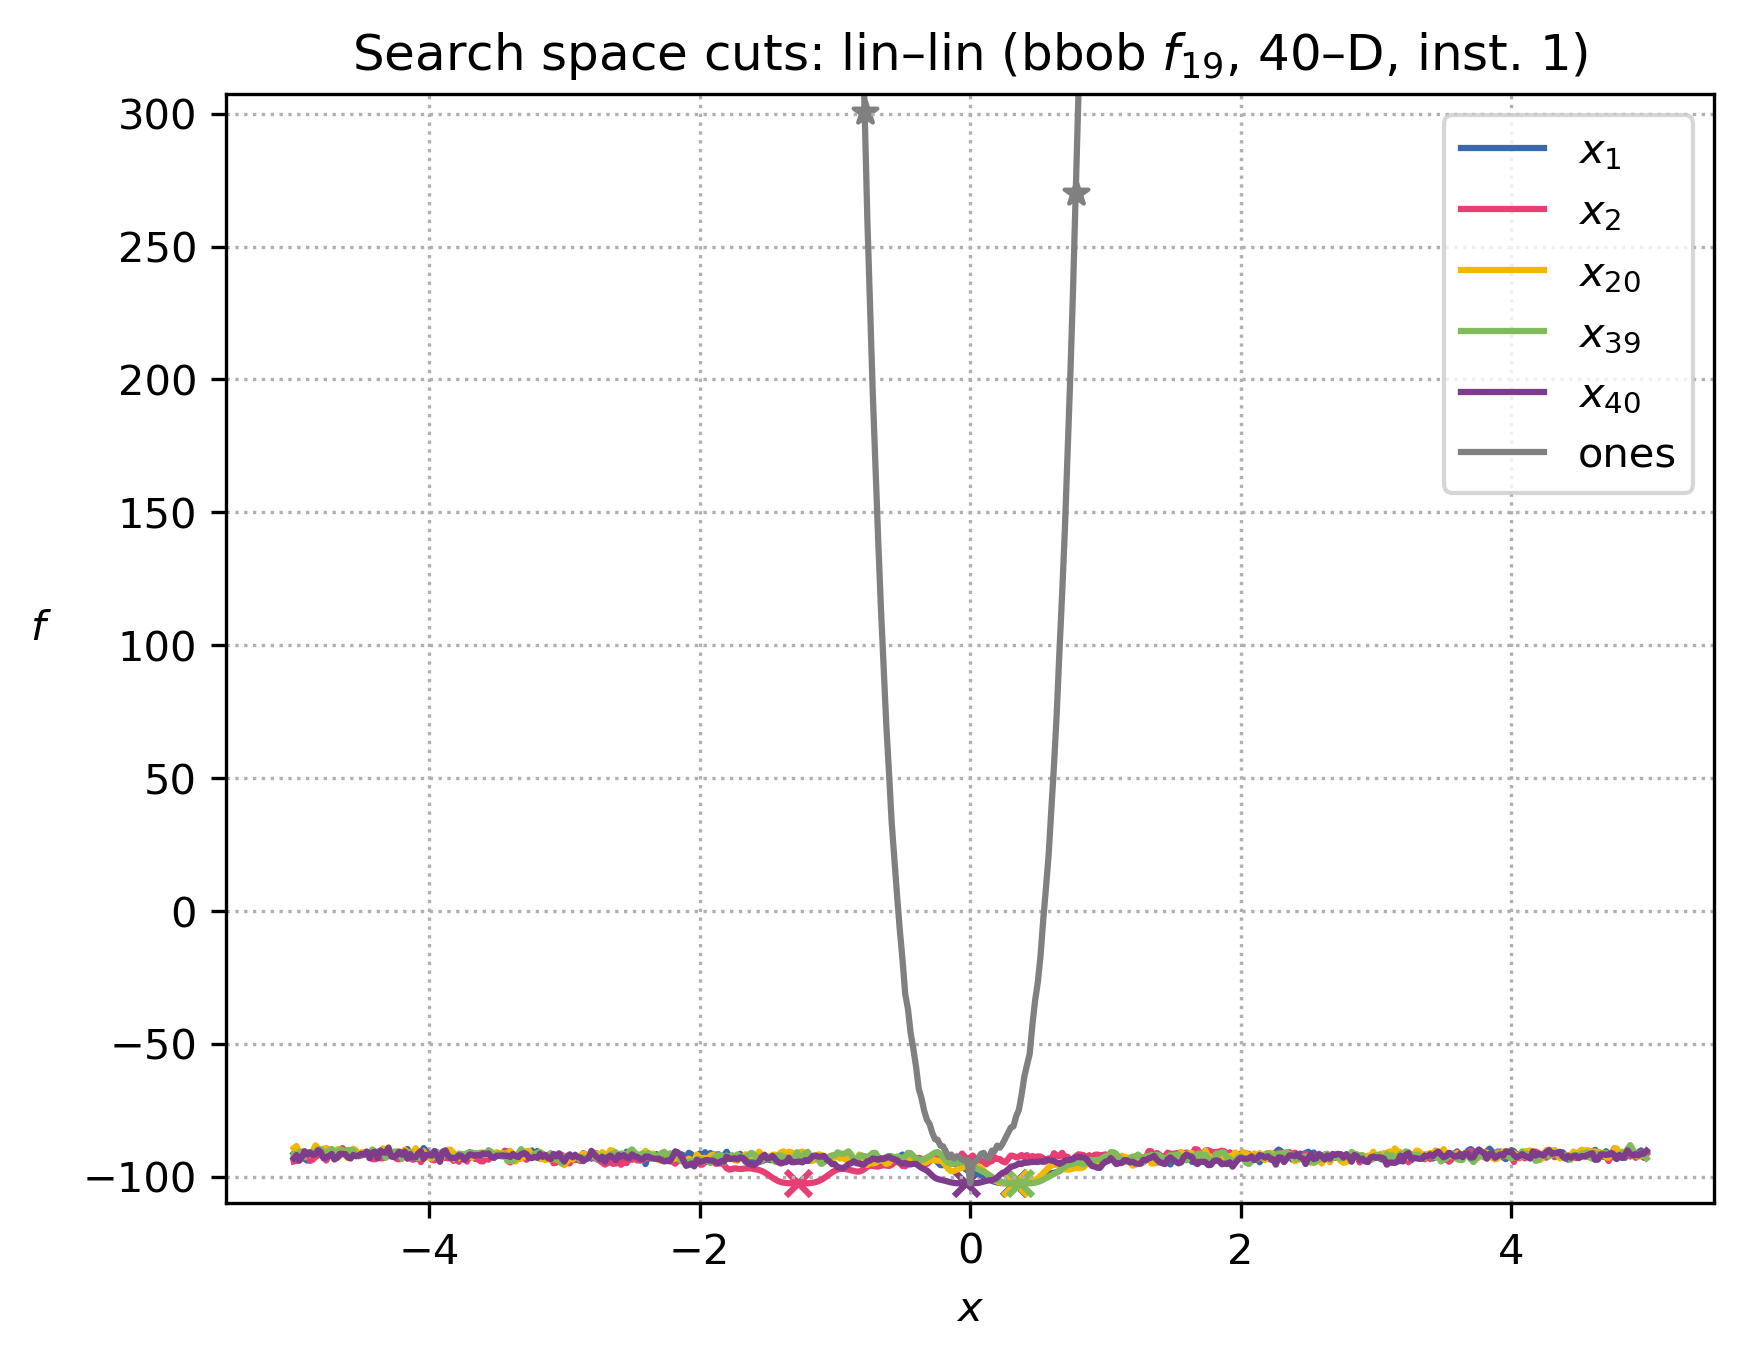 Search space cuts: lin–lin (bbob f₁₉, 40–D, inst. 1)
300
250
200
150
100
50
0
−50
−100
f
x₁
x₂
x₂₀
x₃₉
x₄₀
ones
−4 −2 0 2 4
x